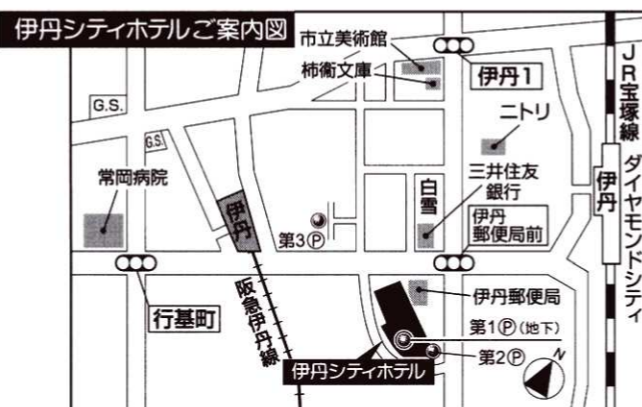 伊丹シティホテルご案内図
市立美術館
柿衞文庫
伊丹1
JR宝塚線
ダイヤモンドシティ
G.S.
G.S.
ニトリ
常岡病院
伊丹
第3Ⓟ
白雪
三井住友
銀行
伊丹
郵便局前
伊丹
行基町
阪急伊丹線
伊丹郵便局
第1Ⓟ(地下)
第2Ⓟ
伊丹シティホテル
N